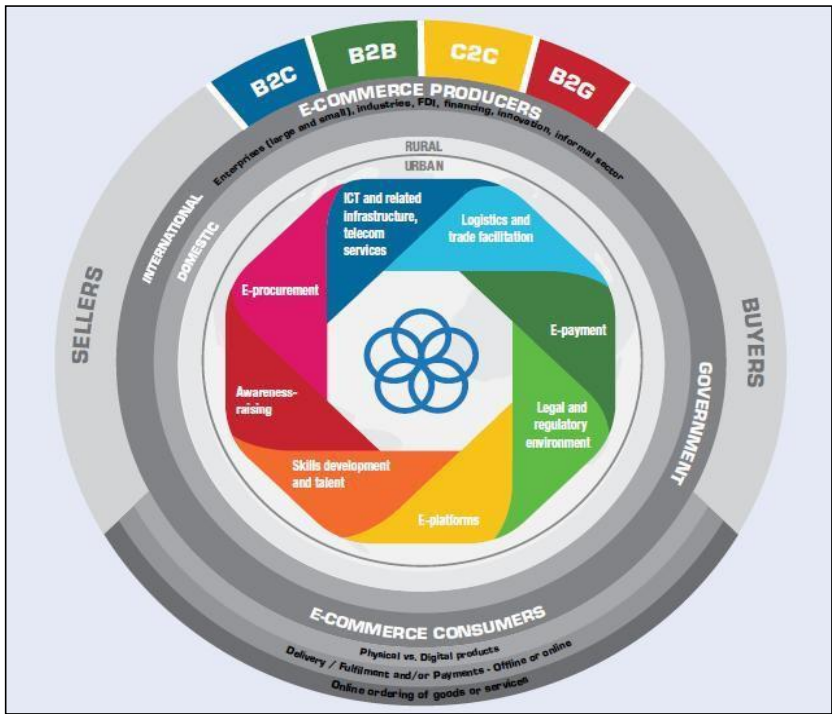 B2C
B2B
C2C
B2G
E-COMMERCE PRODUCERS
Enterprises (large and small), industries, FDI, financing, innovation, informal sector
RURAL
URBAN
INTERNATIONAL
DOMESTIC
SELLERS
BUYERS
GOVERNMENT
ICT and related
infrastructure,
telecom
services
Logistics and
trade facilitation
E-procurement
E-payment
Awareness-
raising
Legal and
regulatory
environment
Skills development
and talent
E-platforms
E-COMMERCE CONSUMERS
Physical vs. Digital products
Delivery / Fulfilment and/or Payments - Offline or online
Online ordering of goods or services